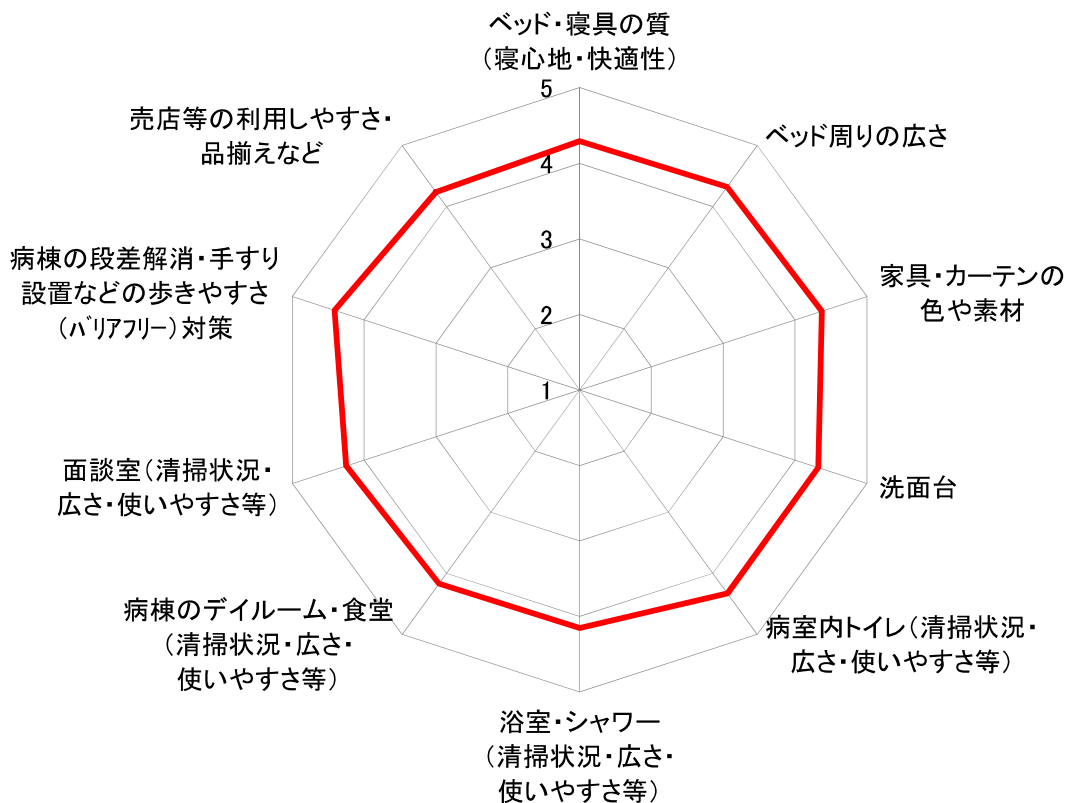 ベッド・寝具の質
（寝心地・快適性）
ベッド周りの広さ
家具・カーテンの
色や素材
洗面台
病室内トイレ（清掃状況・
広さ・使いやすさ等）
浴室・シャワー
（清掃状況・広さ・
使いやすさ等）
病棟のデイルーム・食堂
（清掃状況・広さ・
使いやすさ等）
面談室（清掃状況・
広さ・使いやすさ等）
病棟の段差解消・手すり
設置などの歩きやすさ
（ﾊﾞﾘｱﾌﾘｰ）対策
売店等の利用しやすさ・
品揃えなど
5
4
3
2
1